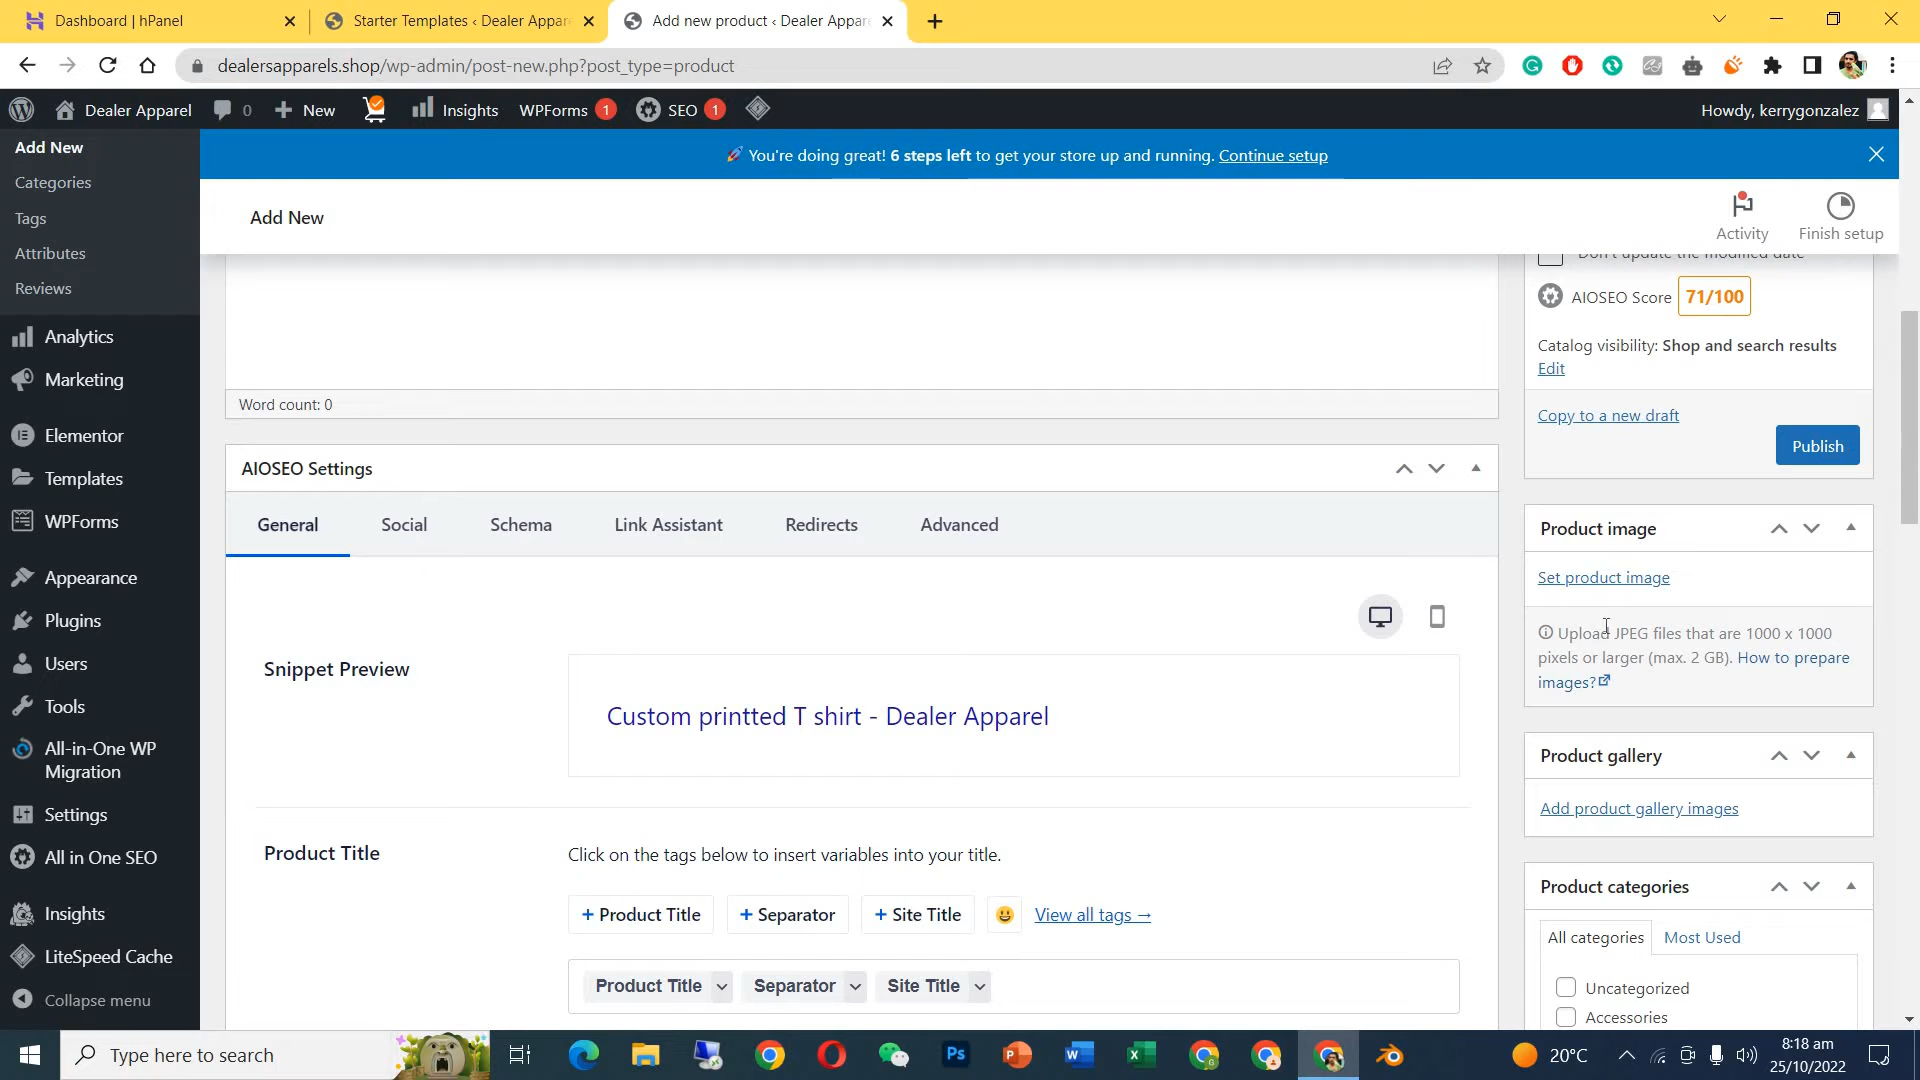 Dashboard | hPanel
Starter Templates ‹ Dealer Appar
Add new product ‹ Dealer Appar
dealersapparels.shop/wp-admin/post-new.php?post_type=product
Dealer Apparel
0
New
Insights
WPForms
1
SEO
1
Howdy, kerrygonzalez
🚀 You're doing great! 6 steps left to get your store up and running. Continue setup
Add New
Activity
Finish setup
Add New
Categories
Tags
Attributes
Reviews
Analytics
Marketing
Elementor
Templates
WPForms
Appearance
Plugins
Users
Tools
All-in-One WP
Migration
Settings
All in One SEO
Insights
LiteSpeed Cache
Collapse menu
Word count: 0
AIOSEO Settings
General
Social
Schema
Link Assistant
Redirects
Advanced
Snippet Preview
Custom printted T shirt - Dealer Apparel
Product Title
Click on the tags below to insert variables into your title.
+ Product Title
+ Separator
+ Site Title
View all tags →
Product Title
Separator
Site Title
Don't update the modified date
AIOSEO Score
71/100
Catalog visibility: Shop and search results
Edit
Copy to a new draft
Publish
Product image
Set product image
Upload JPEG files that are 1000 x 1000
pixels or larger (max. 2 GB). How to prepare
images?
Product gallery
Add product gallery images
Product categories
All categories
Most Used
Uncategorized
Accessories
Type here to search
20°C
8:18 am
25/10/2022